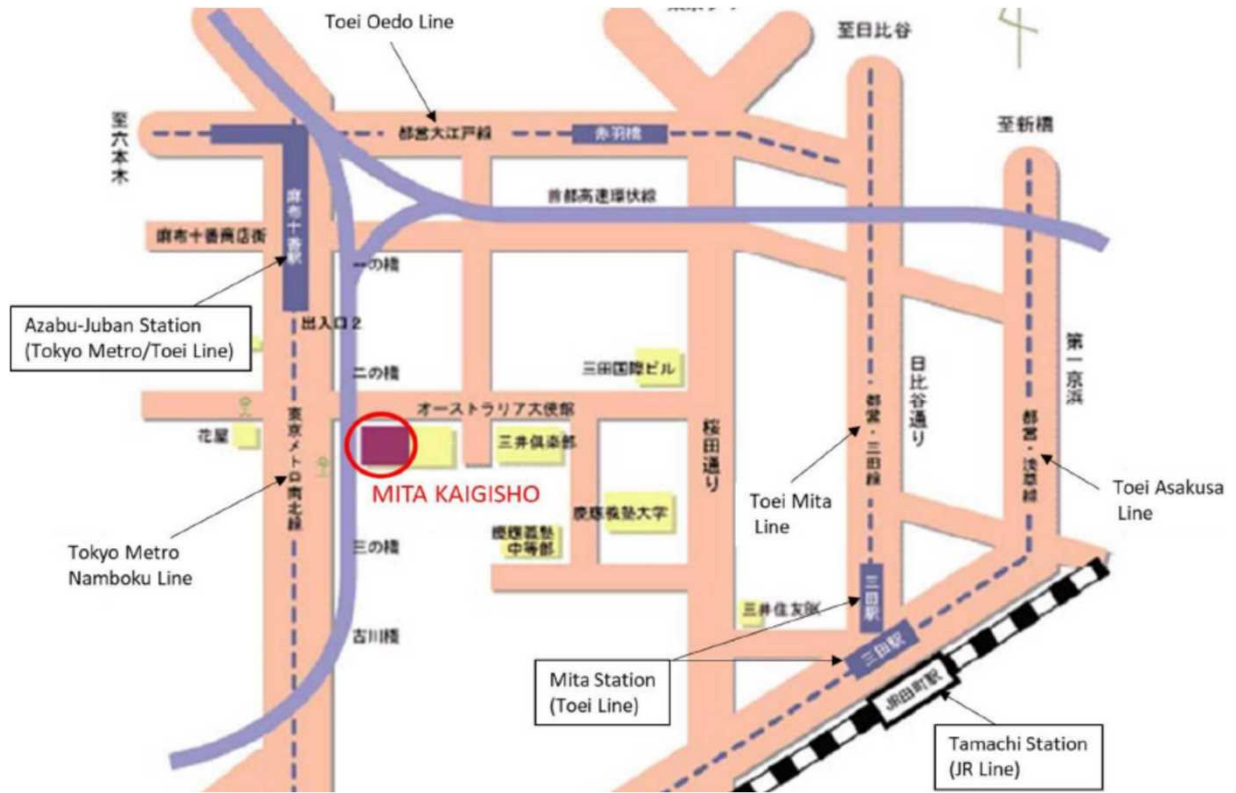 Toei Oedo Line
至日比谷
至新橋
至六本木
都営大江戸線
赤羽橋
首都高速環状線
麻布十番駅
麻布十番商店街
一の橋
Azabu-Juban Station
(Tokyo Metro/Toei Line)
出入口2
二の橋
三田国際ビル
第一京浜
日比谷通り
オーストラリア大使館
花屋
東京メトロ南北線
三井倶楽部
桜田通り
都営・三田線
都営・浅草線
MITA KAIGISHO
Toei Mita
Line
Toei Asakusa
Line
慶應義塾大学
慶應義塾
中等部
三の橋
Tokyo Metro
Namboku Line
三田駅
三井住友BK
古川橋
三田駅
Mita Station
(Toei Line)
JR田町駅
Tamachi Station
(JR Line)